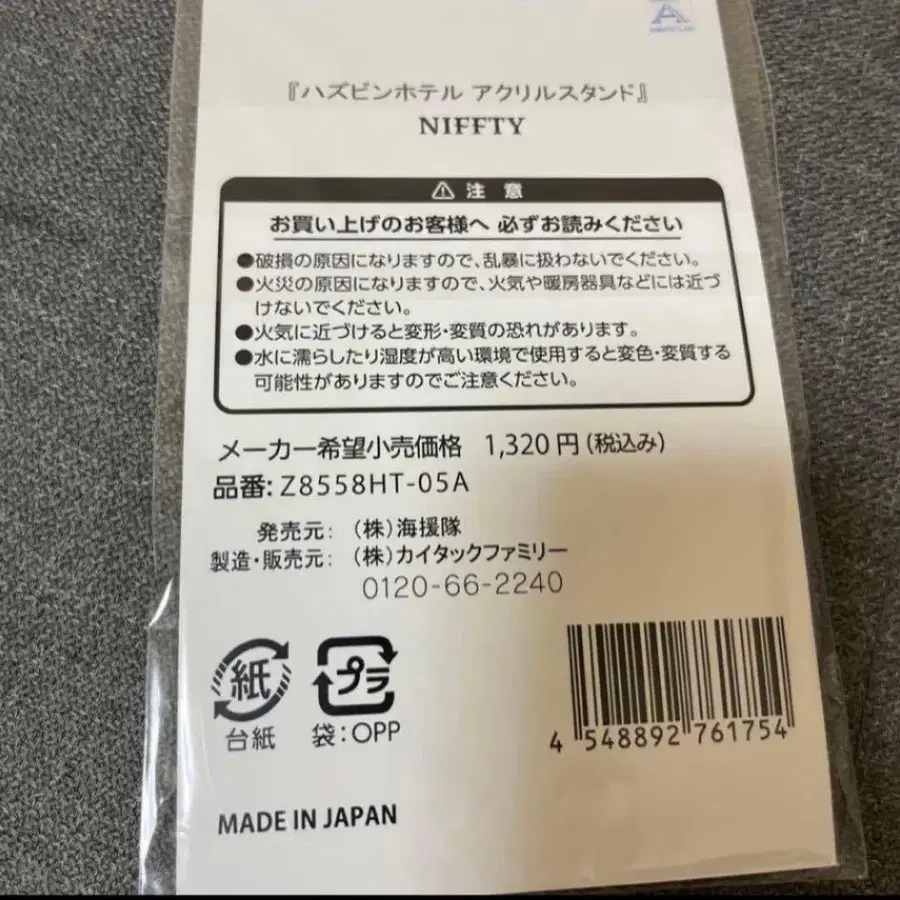 『ハズビンホテル アクリルスタンド』
NIFFTY
⚠ 注 意
お買い上げのお客様へ 必ずお読みください
●破損の原因になりますので、乱暴に扱わないでください。
●火災の原因になりますので、火気や暖房器具などには近づ
けないでください。
●火気に近づけると変形・変質の恐れがあります。
●水に濡らしたり湿度が高い環境で使用すると変色・変質する
可能性がありますのでご注意ください。
メーカー希望小売価格 1,320円(税込み)
品番: Z8558HT-05A
発売元: (株)海援隊
製造・販売元: (株)カイタックファミリー
0120-66-2240
紙
台紙
プラ
袋:OPP
4 548892 761754
MADE IN JAPAN